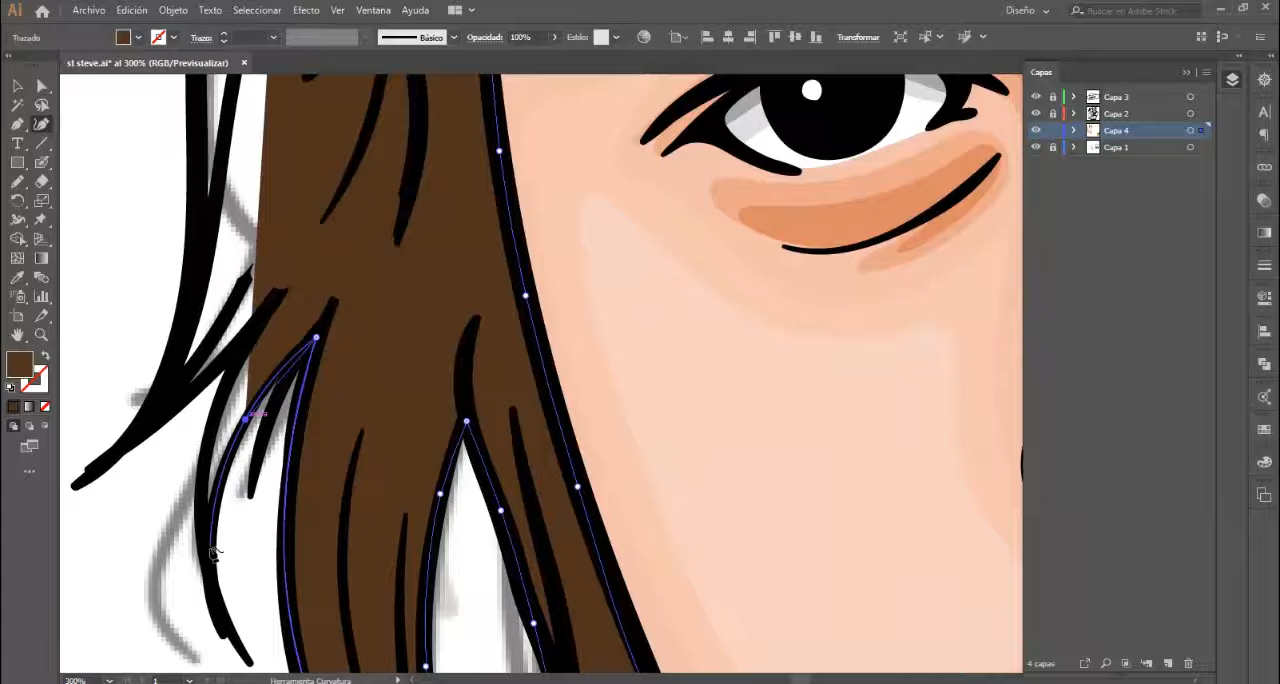 Ai Archivo Edición Objeto Texto Seleccionar Efecto Ver Ventana Ayuda Diseño Buscar en Adobe Stock
Trazado Trazo: Básico Opacidad: 100% Estilo: Transformar
s1 steve.ai* al 300% (RGB/Previsualizar)
Capas
Capa 3
Capa 2
Capa 4
Capa 1
4 capas
300% 1 Herramienta Curvatura